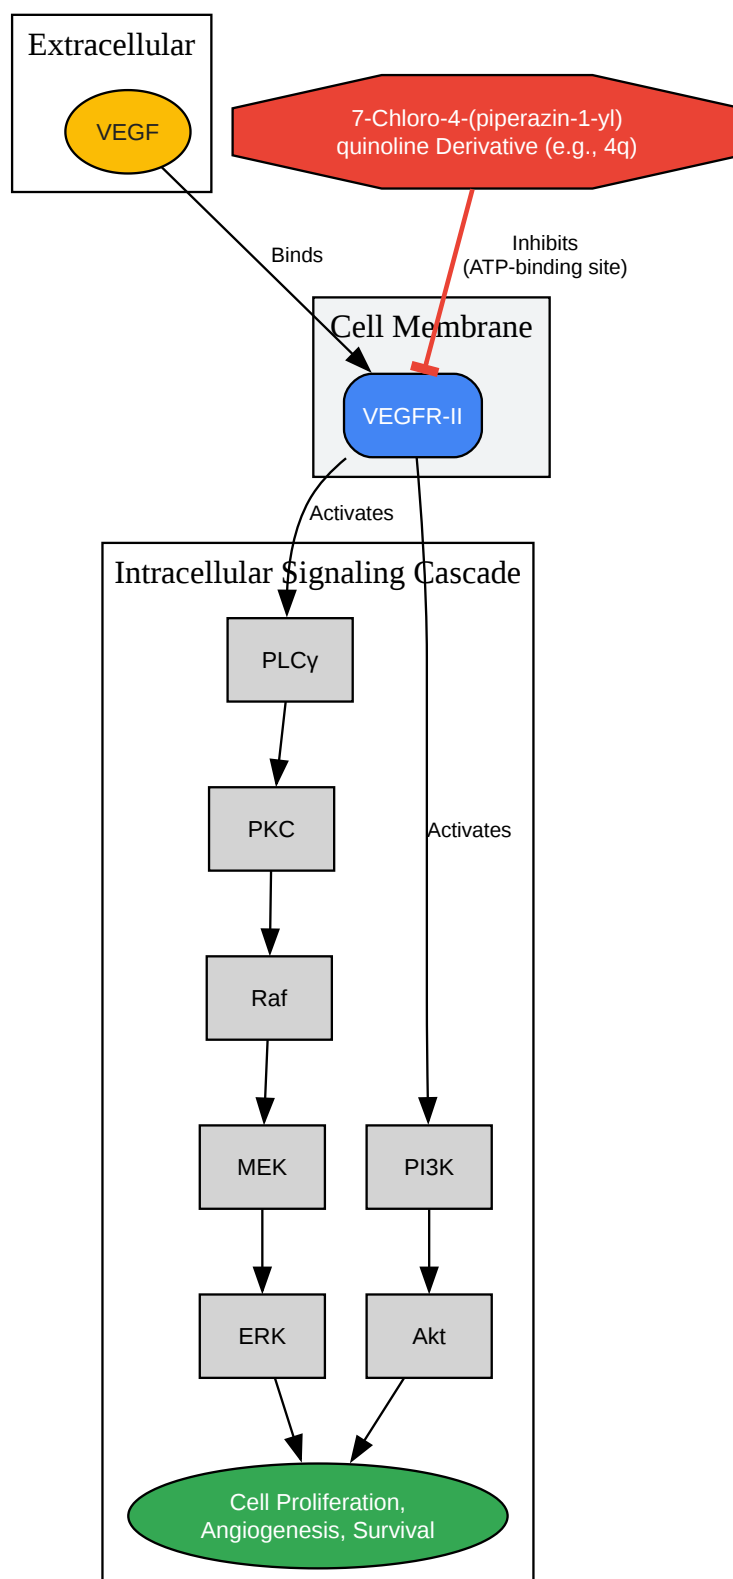 Extracellular
VEGF
7-Chloro-4-(piperazin-1-yl)
quinoline Derivative (e.g., 4q)
Binds
Inhibits
(ATP-binding site)
Cell Membrane
VEGFR-II
Activates
Intracellular Signaling Cascade
PLCγ
PKC
Activates
Raf
MEK
PI3K
ERK
Akt
Cell Proliferation,
Angiogenesis, Survival